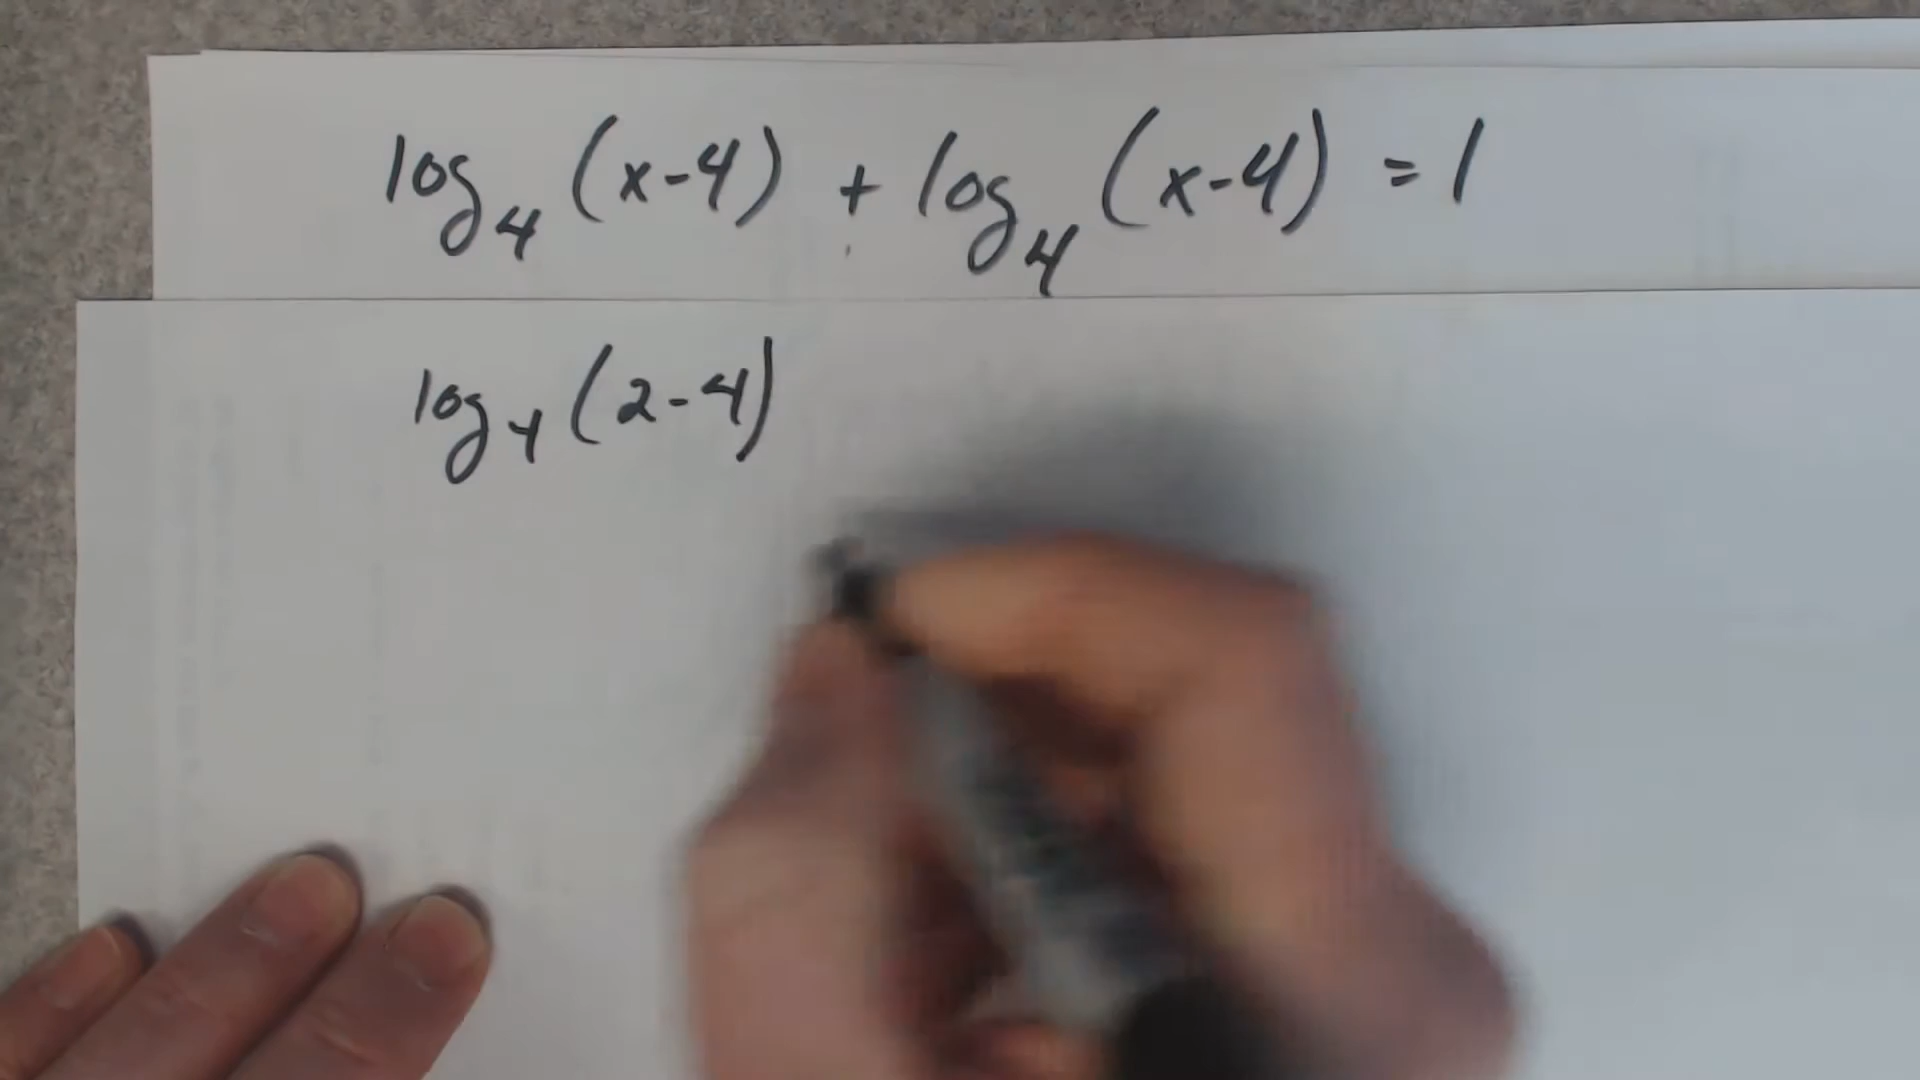 log₄ (x-4) + log₄ (x-4) = 1
log₄ (2-4)